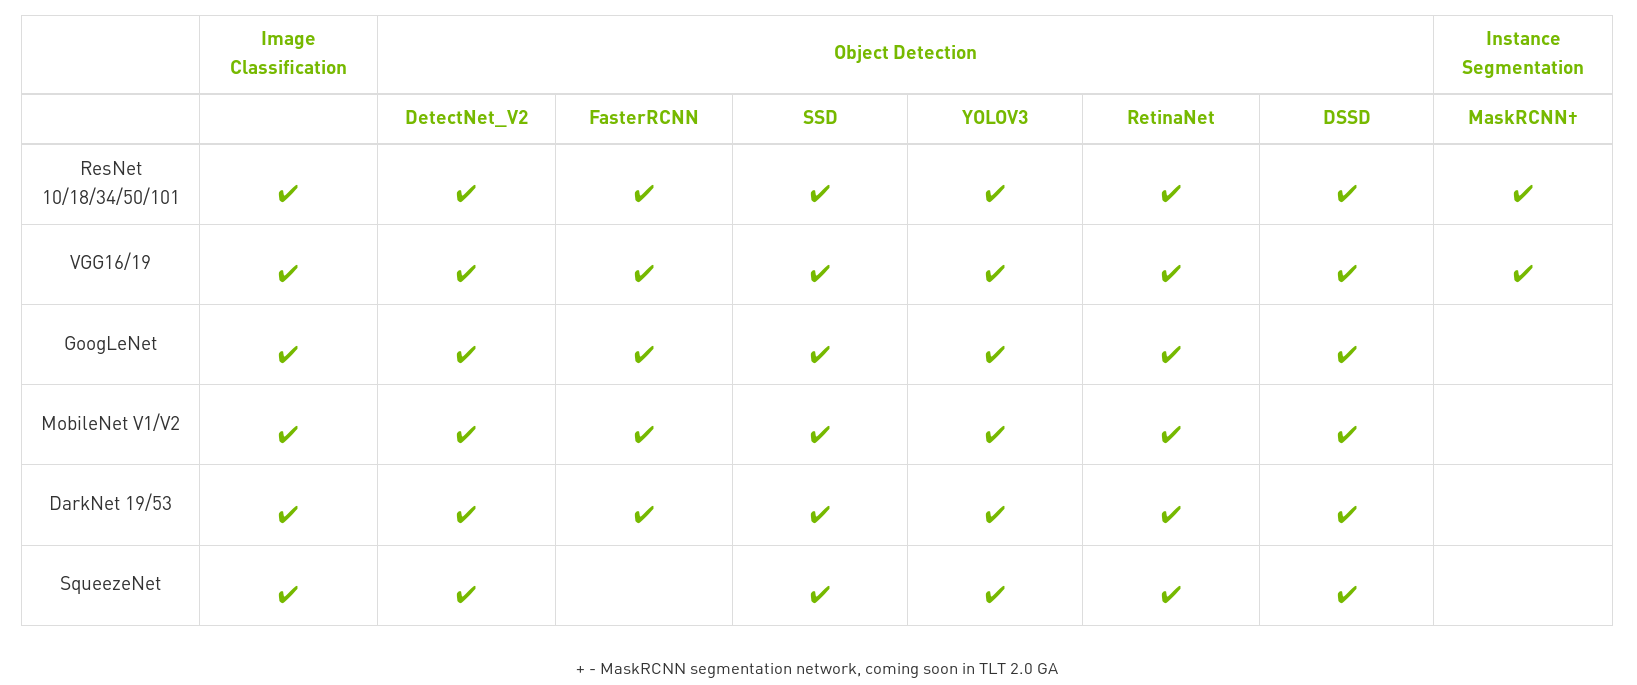 Image
Classification
Object Detection
Instance
Segmentation
DetectNet_V2 FasterRCNN SSD YOLOV3 RetinaNet DSSD MaskRCNN†
ResNet
10/18/34/50/101 ✔ ✔ ✔ ✔ ✔ ✔ ✔ ✔
VGG16/19 ✔ ✔ ✔ ✔ ✔ ✔ ✔ ✔
GoogLeNet ✔ ✔ ✔ ✔ ✔ ✔ ✔
MobileNet V1/V2 ✔ ✔ ✔ ✔ ✔ ✔ ✔
DarkNet 19/53 ✔ ✔ ✔ ✔ ✔ ✔ ✔
SqueezeNet ✔ ✔ ✔ ✔ ✔ ✔
+ - MaskRCNN segmentation network, coming soon in TLT 2.0 GA